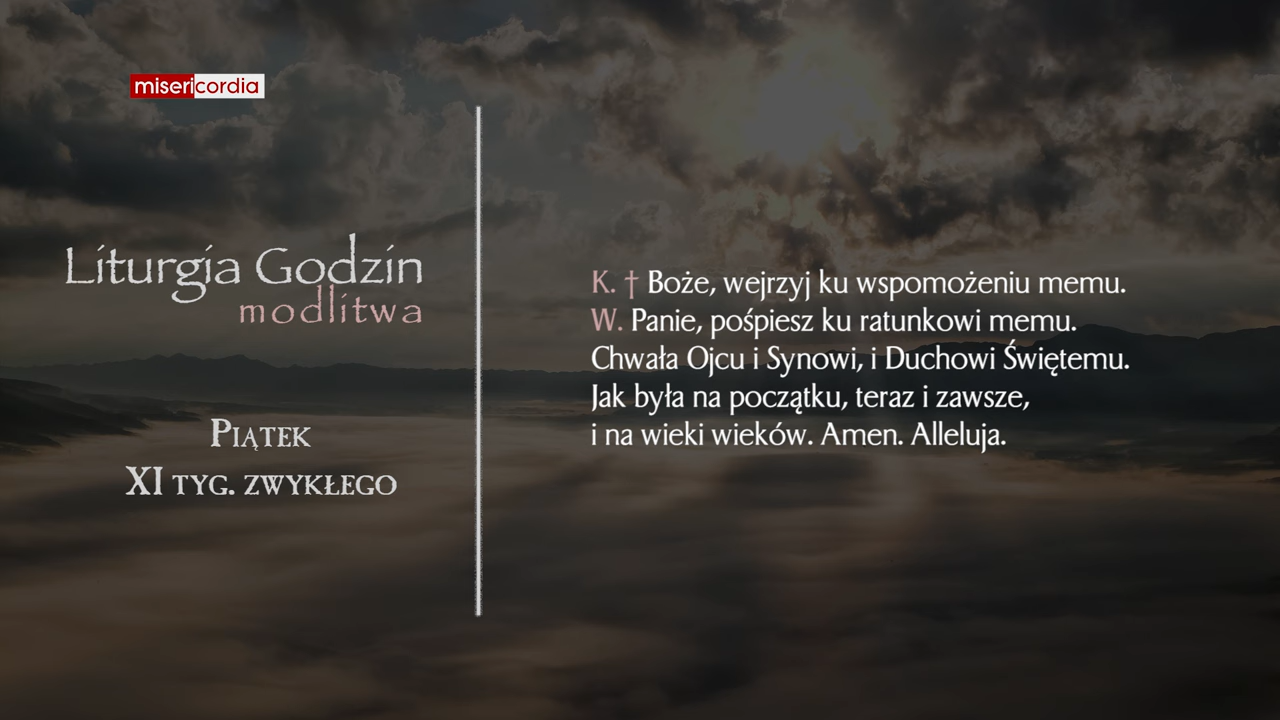 misericordia
Liturgia Godzin
modlitwa
Piątek
XI tyg. zwykłego
K. † Boże, wejrzyj ku wspomożeniu memu.
W. Panie, pośpiesz ku ratunkowi memu.
Chwała Ojcu i Synowi, i Duchowi Świętemu.
Jak była na początku, teraz i zawsze,
i na wieki wieków. Amen. Alleluja.